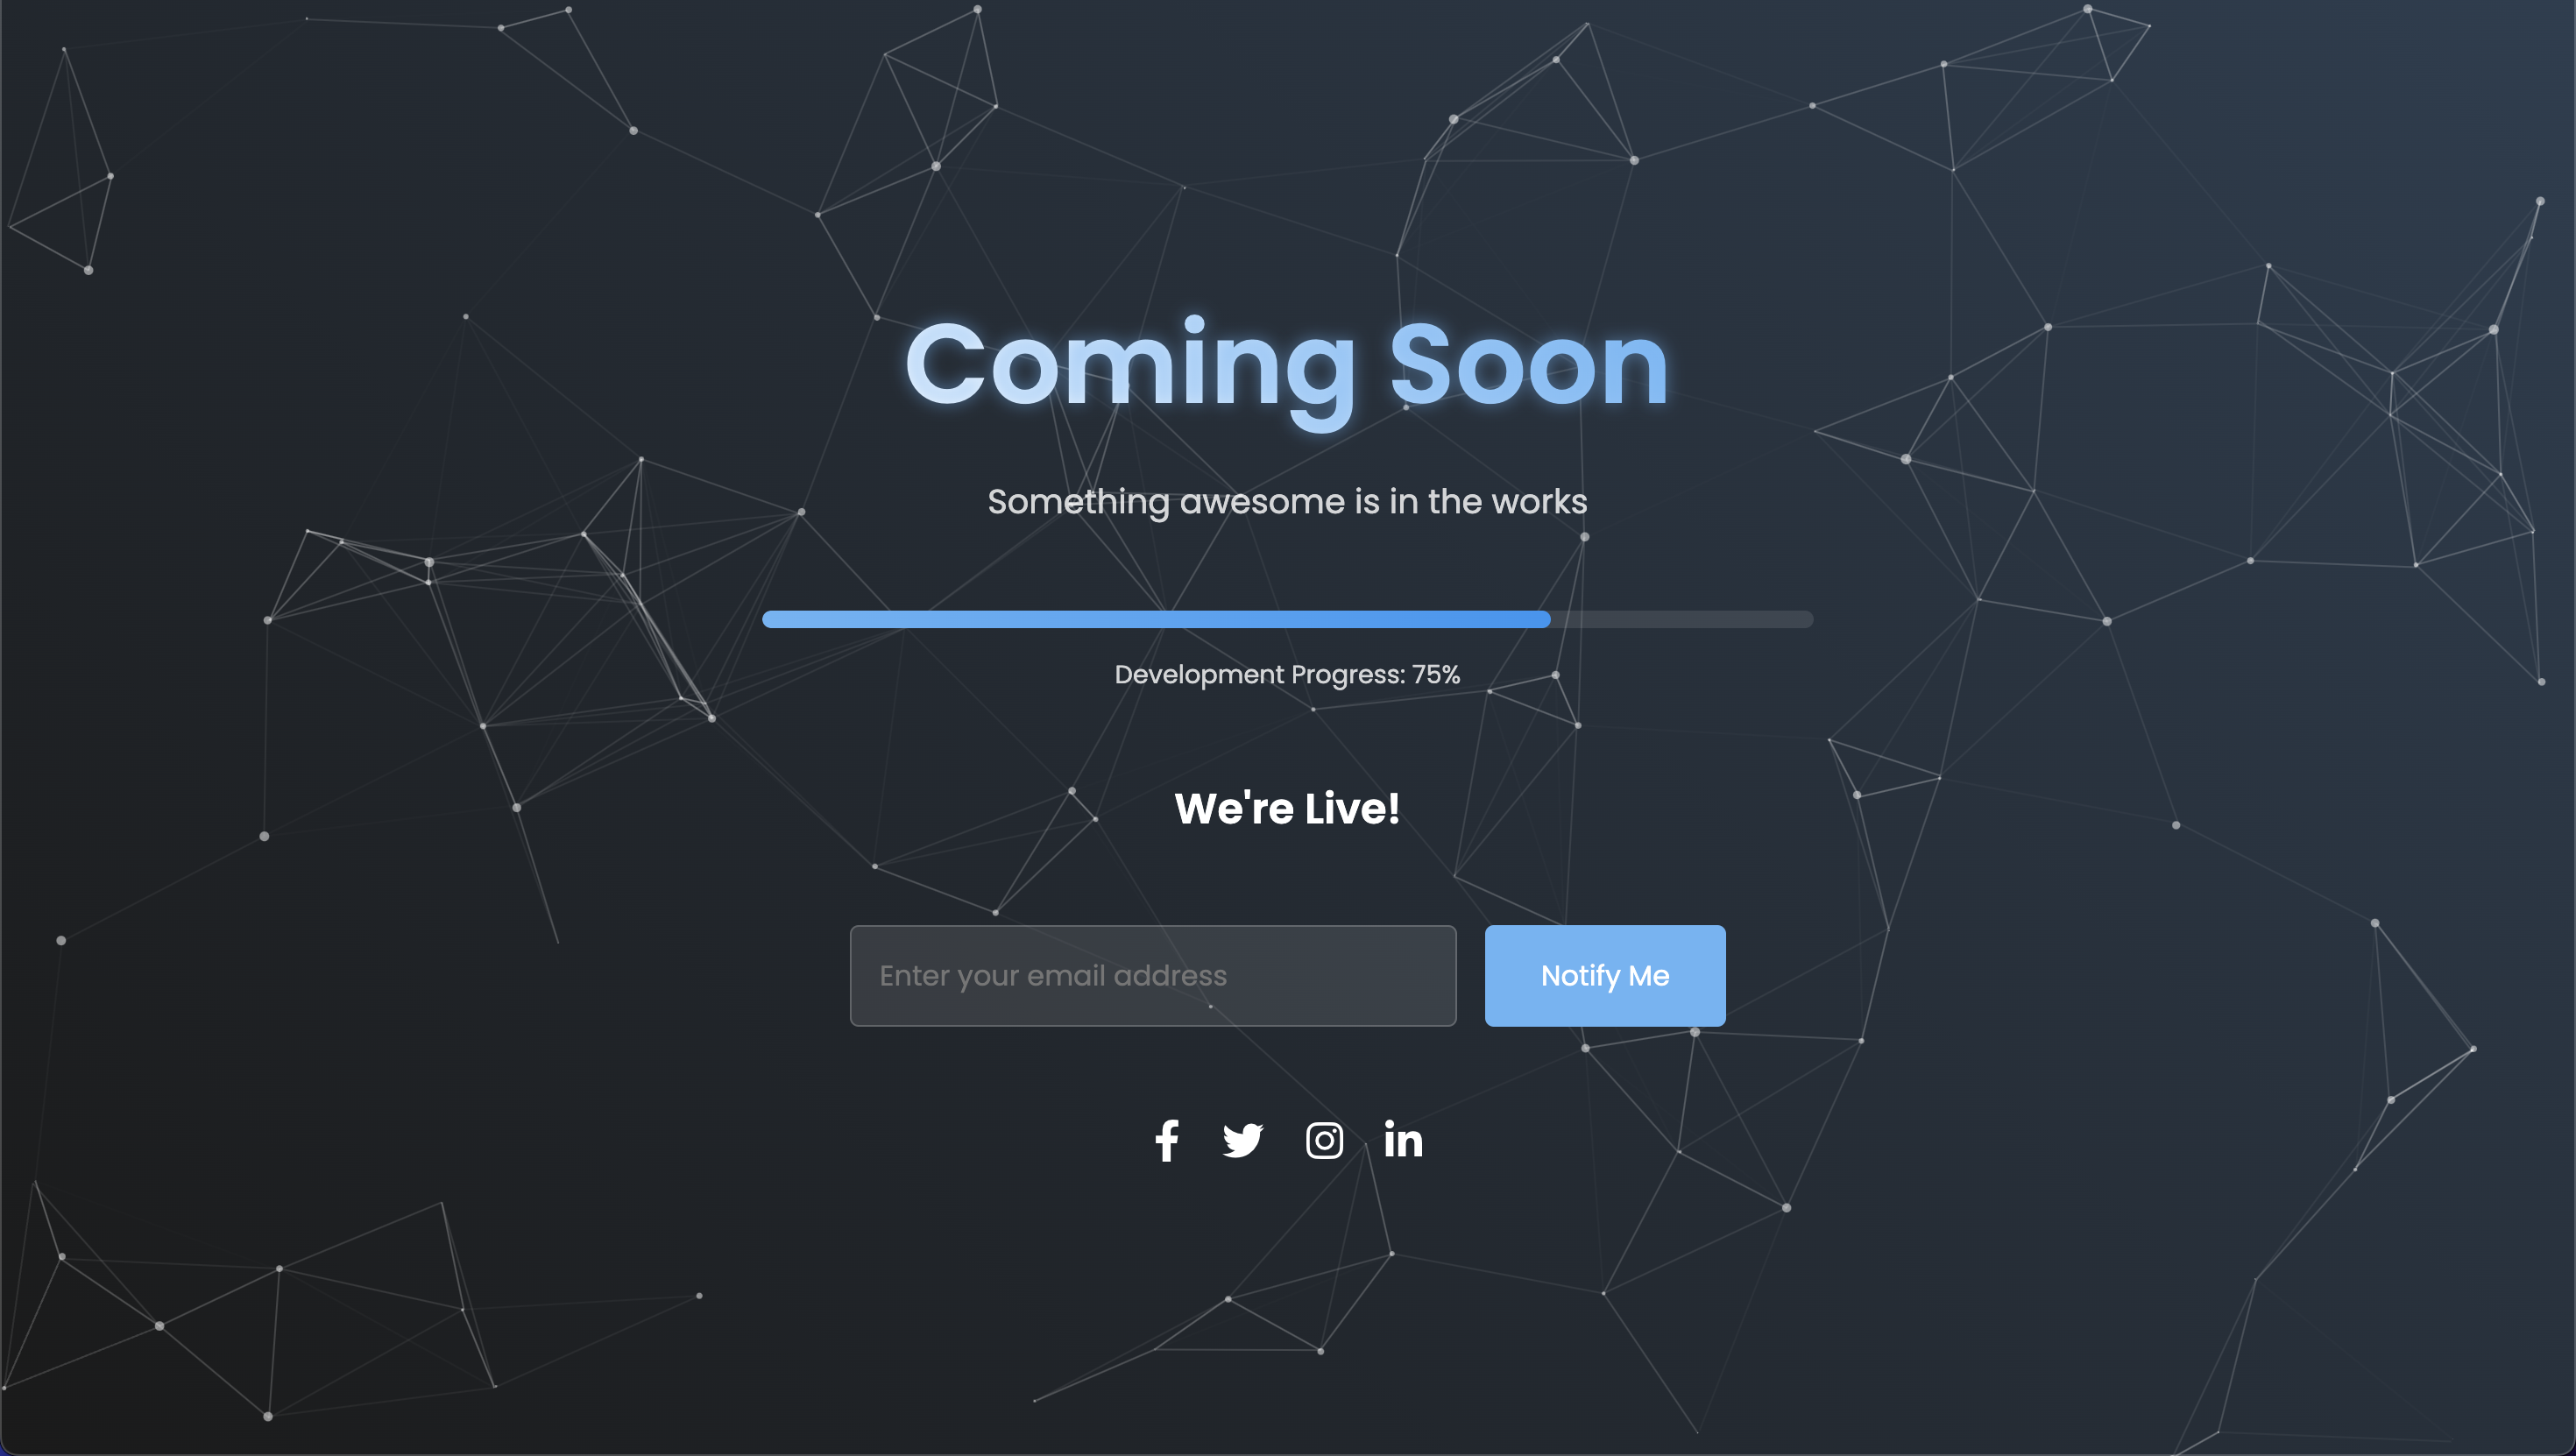 Coming Soon
Something awesome is in the works
Development Progress: 75%
We're Live!
Enter your email address
Notify Me